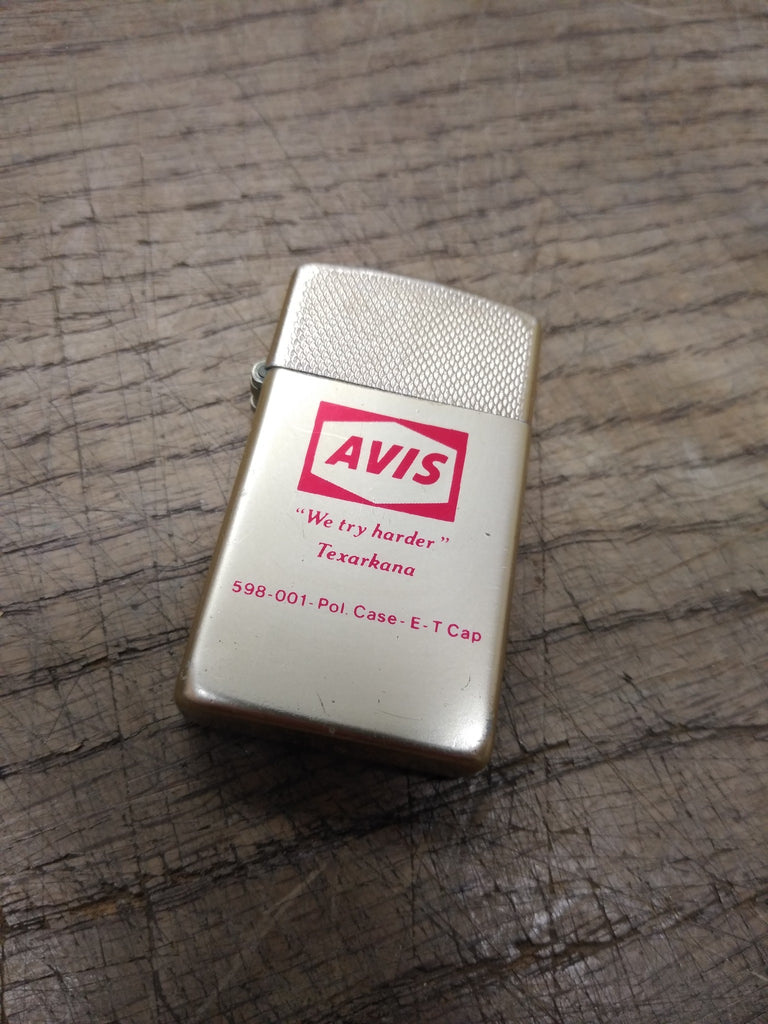 AVIS
"We try harder"
Texarkana
598-001-Pol. Case-E-T Cap